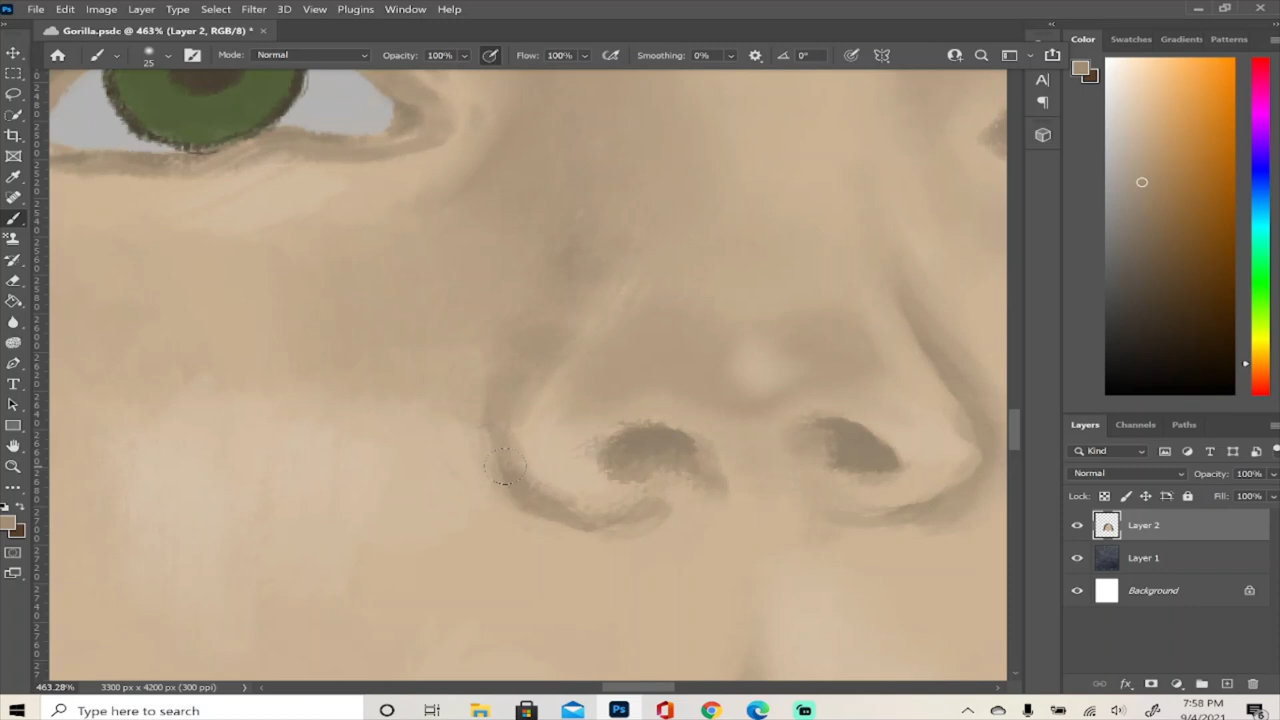 File Edit Image Layer Type Select Filter 3D View Plugins Window Help
Gorilla.psdc @ 463% (Layer 2, RGB/8) * ×
25 Mode: Normal Opacity: 100% Flow: 100% Smoothing: 0% 0°
Color Swatches Gradients Patterns
Layers Channels Paths
Kind
Normal Opacity: 100%
Lock: Fill: 100%
Layer 2
Layer 1
Background
463.28% 3300 px x 4200 px (300 ppi)
Type here to search
7:58 PM
9/4/2021